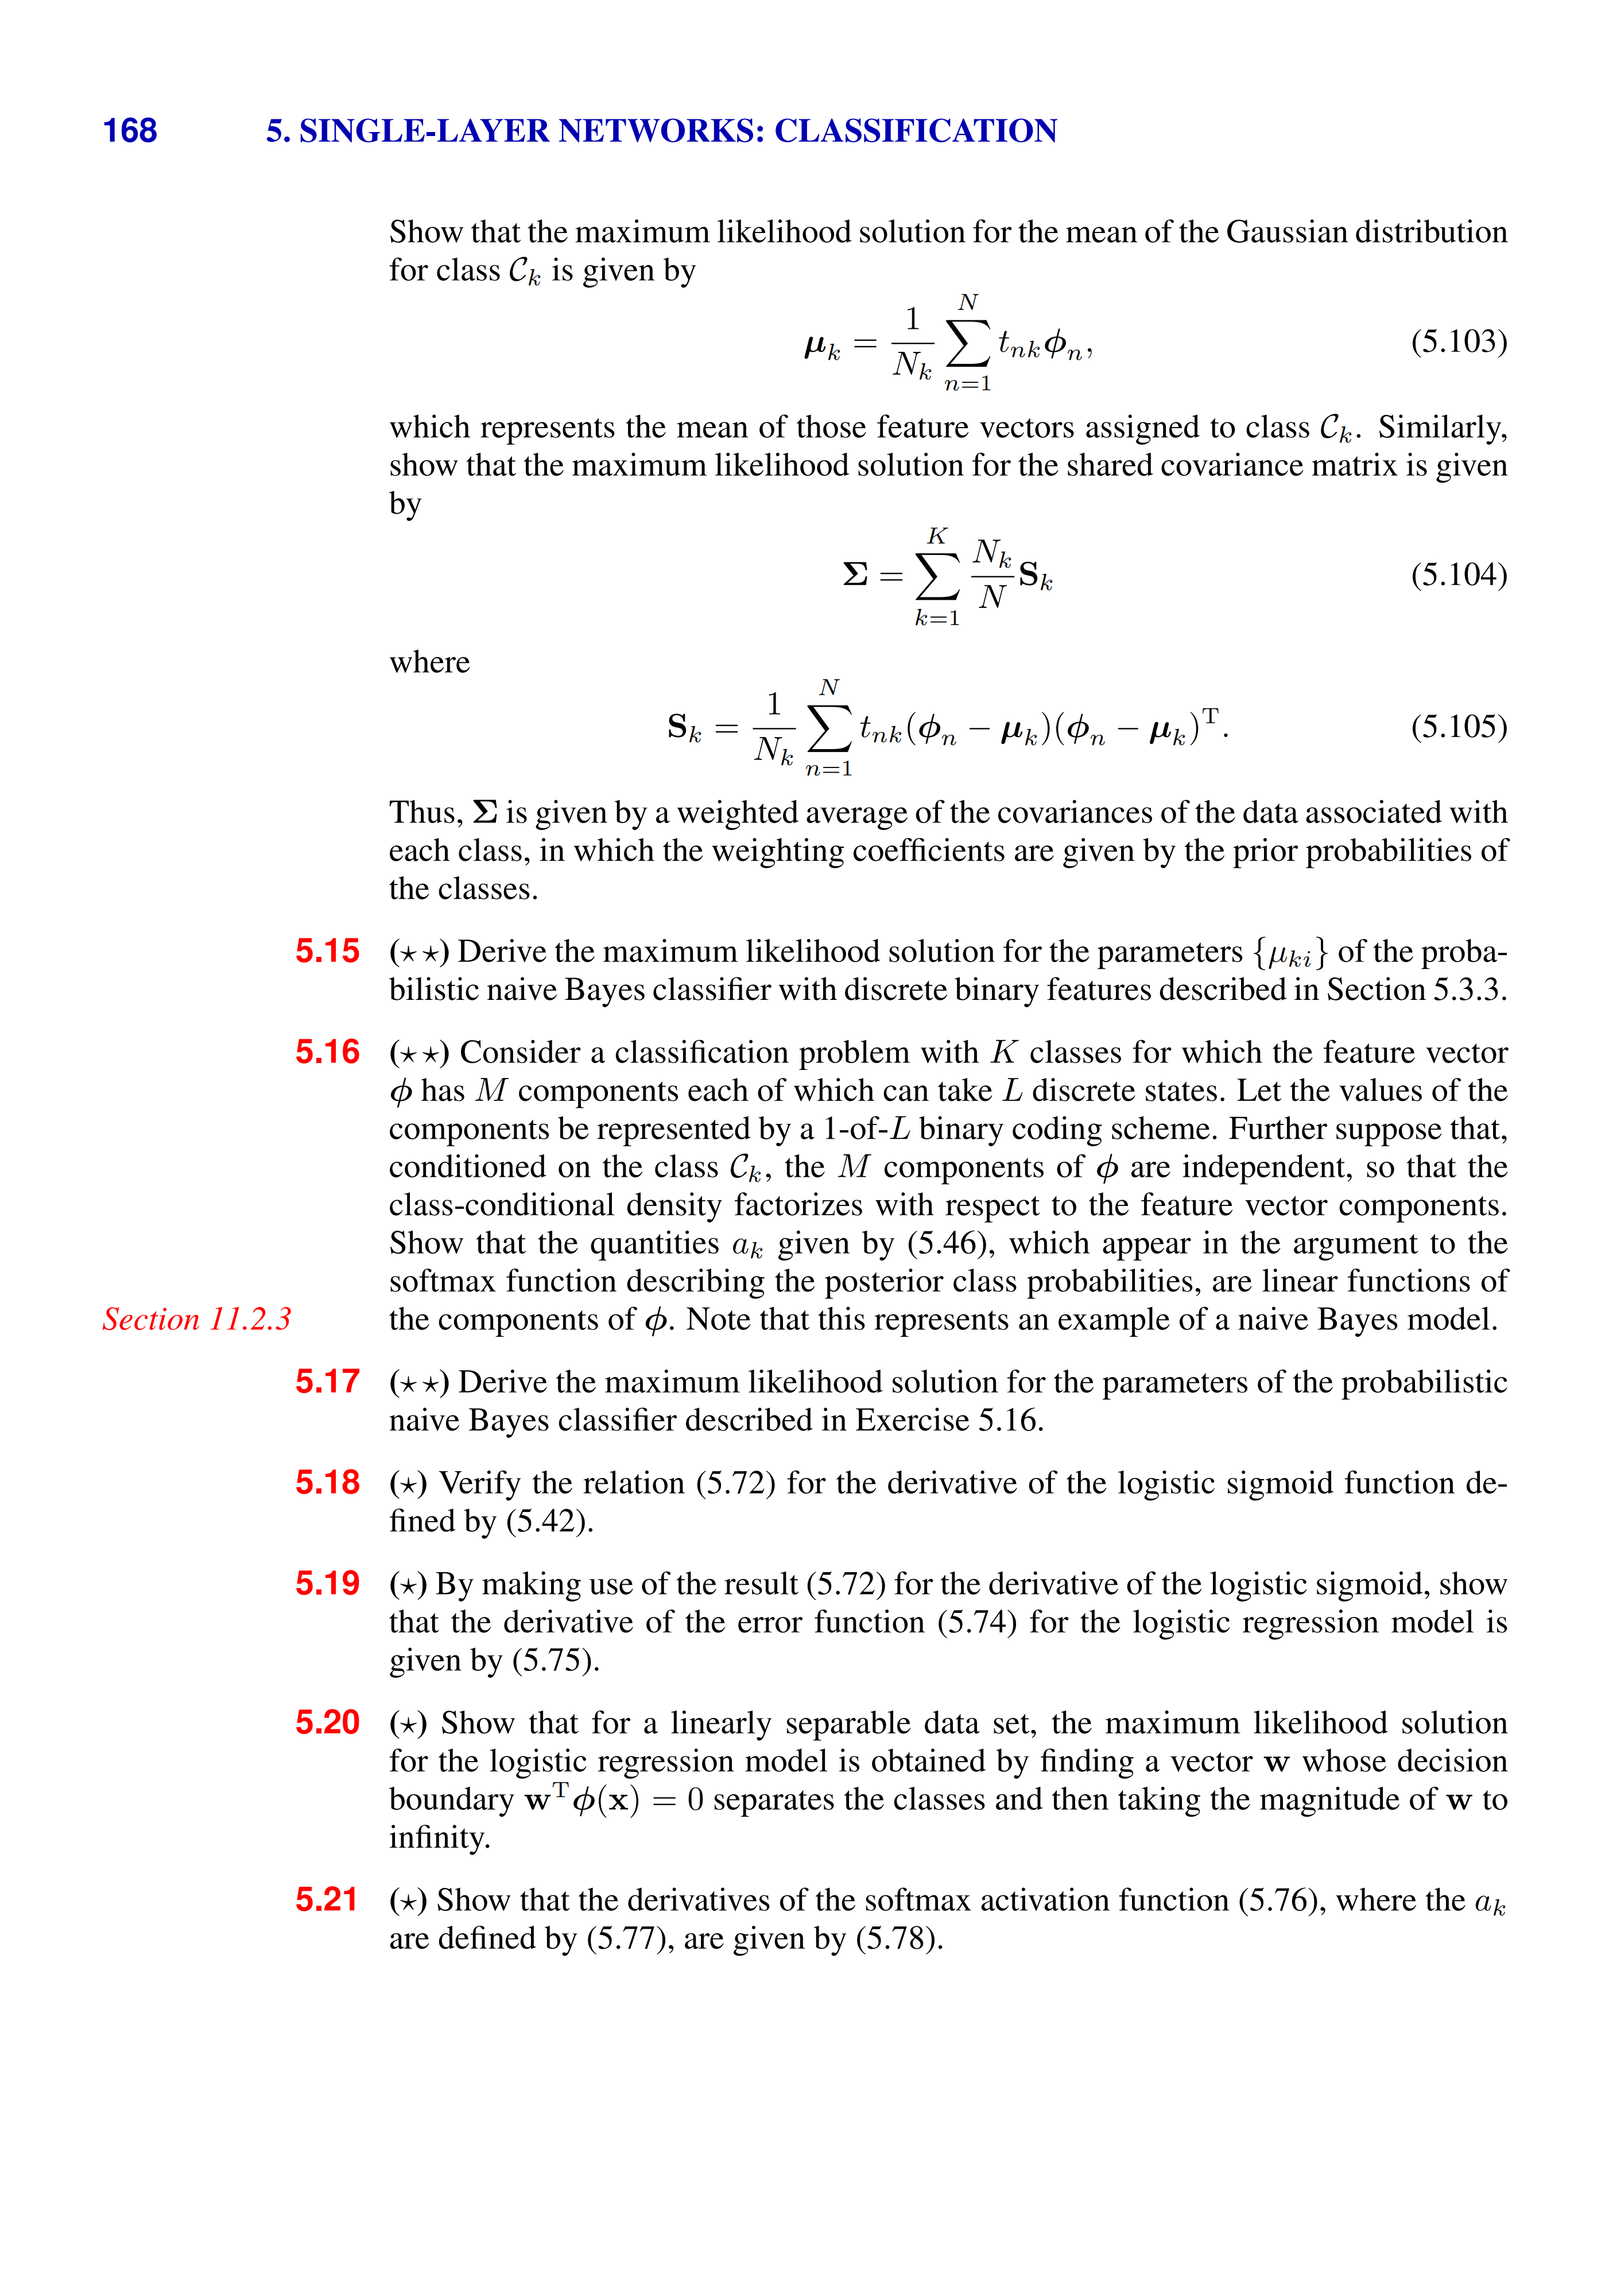 168 5. SINGLE-LAYER NETWORKS: CLASSIFICATION
Show that the maximum likelihood solution for the mean of the Gaussian distribution
for class $\mathcal{C}_k$ is given by
$$\boldsymbol{\mu}_k = \frac{1}{N_k} \sum_{n=1}^{N} t_{nk} \boldsymbol{\phi}_n, \quad (5.103)$$
which represents the mean of those feature vectors assigned to class $\mathcal{C}_k$. Similarly,
show that the maximum likelihood solution for the shared covariance matrix is given
by
$$\boldsymbol{\Sigma} = \sum_{k=1}^{K} \frac{N_k}{N} \mathbf{S}_k \quad (5.104)$$
where
$$\mathbf{S}_k = \frac{1}{N_k} \sum_{n=1}^{N} t_{nk} (\boldsymbol{\phi}_n - \boldsymbol{\mu}_k)(\boldsymbol{\phi}_n - \boldsymbol{\mu}_k)^{\mathrm{T}}. \quad (5.105)$$
Thus, $\boldsymbol{\Sigma}$ is given by a weighted average of the covariances of the data associated with
each class, in which the weighting coefficients are given by the prior probabilities of
the classes.
5.15 (⋆⋆) Derive the maximum likelihood solution for the parameters $\{\mu_{ki}\}$ of the proba-
bilistic naive Bayes classifier with discrete binary features described in Section 5.3.3.
5.16 (⋆⋆) Consider a classification problem with $K$ classes for which the feature vector
$\boldsymbol{\phi}$ has $M$ components each of which can take $L$ discrete states. Let the values of the
components be represented by a 1-of-$L$ binary coding scheme. Further suppose that,
conditioned on the class $\mathcal{C}_k$, the $M$ components of $\boldsymbol{\phi}$ are independent, so that the
class-conditional density factorizes with respect to the feature vector components.
Show that the quantities $a_k$ given by (5.46), which appear in the argument to the
softmax function describing the posterior class probabilities, are linear functions of
Section 11.2.3 the components of $\boldsymbol{\phi}$. Note that this represents an example of a naive Bayes model.
5.17 (⋆⋆) Derive the maximum likelihood solution for the parameters of the probabilistic
naive Bayes classifier described in Exercise 5.16.
5.18 (⋆) Verify the relation (5.72) for the derivative of the logistic sigmoid function de-
fined by (5.42).
5.19 (⋆) By making use of the result (5.72) for the derivative of the logistic sigmoid, show
that the derivative of the error function (5.74) for the logistic regression model is
given by (5.75).
5.20 (⋆) Show that for a linearly separable data set, the maximum likelihood solution
for the logistic regression model is obtained by finding a vector $\mathbf{w}$ whose decision
boundary $\mathbf{w}^{\mathrm{T}} \boldsymbol{\phi}(\mathbf{x}) = 0$ separates the classes and then taking the magnitude of $\mathbf{w}$ to
infinity.
5.21 (⋆) Show that the derivatives of the softmax activation function (5.76), where the $a_k$
are defined by (5.77), are given by (5.78).